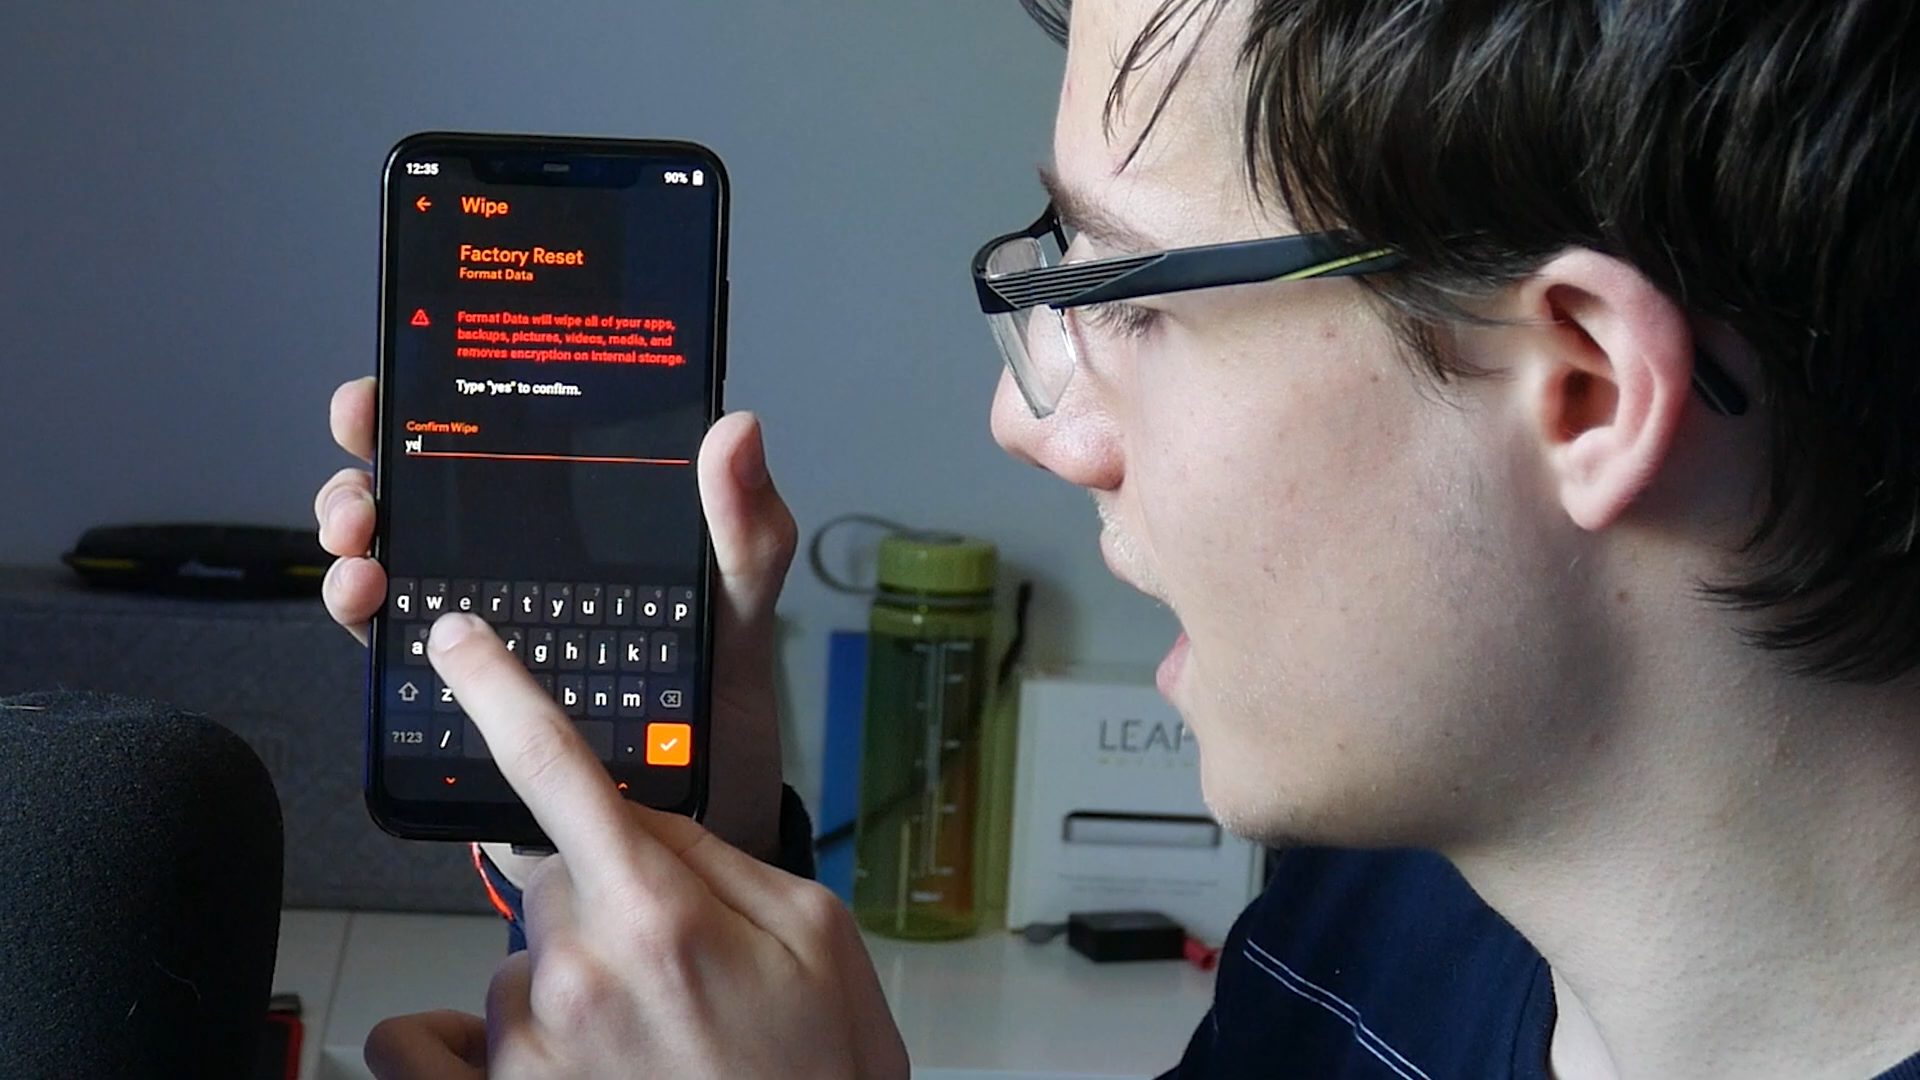 12:35
90%
Wipe
Factory Reset
Format Data
Format Data will wipe all of your apps,
backups, pictures, videos, media, and
removes encryption on internal storage.
Type "yes" to confirm.
Confirm Wipe
ye
q w e r t y u i o p
a f g h j k l
z b n m
?123 / .
LEAP